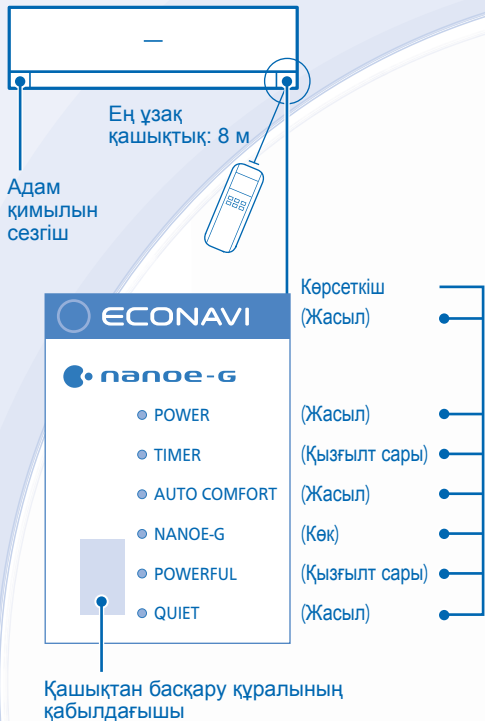 Ең ұзақ
қашықтық: 8 м
Адам
қимылын
сезгіш
Көрсеткіш
ECONAVI (Жасыл)
nanoe-G
POWER (Жасыл)
TIMER (Қызғылт сары)
AUTO COMFORT (Жасыл)
NANOE-G (Көк)
POWERFUL (Қызғылт сары)
QUIET (Жасыл)
Қашықтан басқару құралының
қабылдағышы